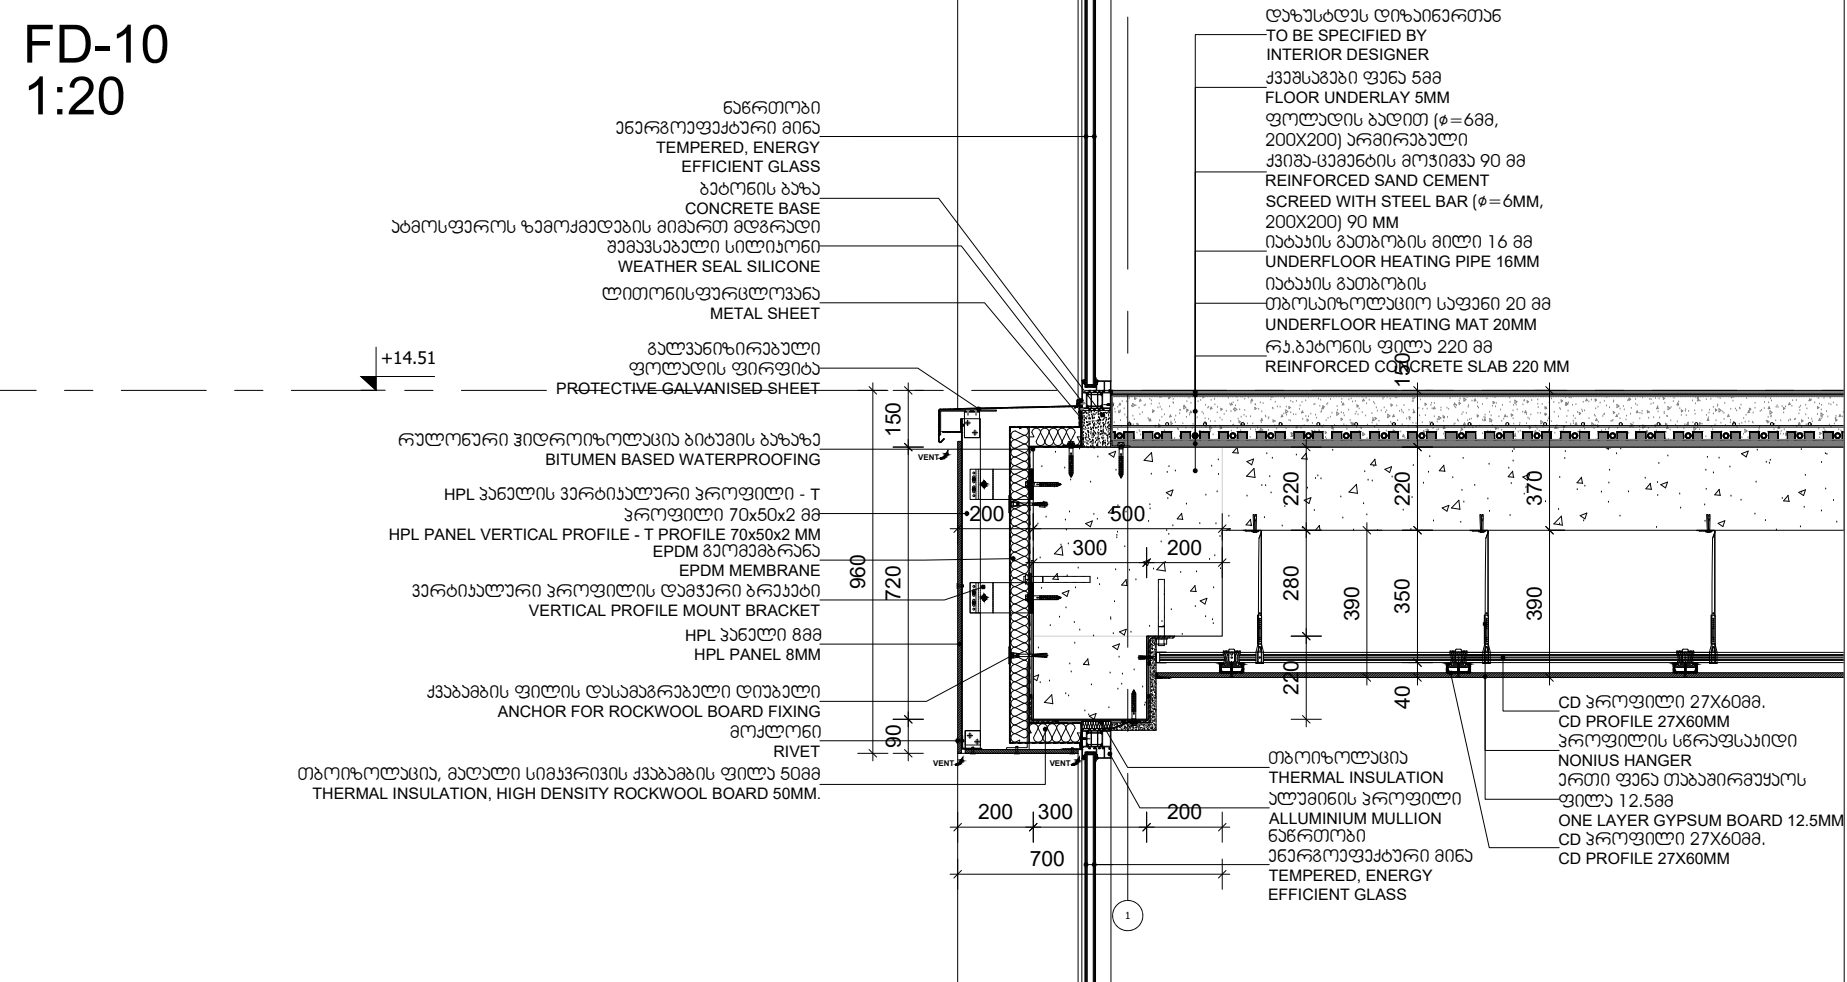 FD-10
1:20
ნაწრთობი
ენერგოეფექტური მინა
TEMPERED, ENERGY
EFFICIENT GLASS
ბეტონის ბაზა
CONCRETE BASE
ატმოსფეროს ზემოქმედების მიმართ მდგრადი
შემავსებელი სილიკონი
WEATHER SEAL SILICONE
ლითონისფურცლოვანა
METAL SHEET
გალვანიზირებული
ფოლადის ფირფიტა
PROTECTIVE GALVANISED SHEET
+14.51
რულონური ჰიდროიზოლაცია ბიტუმის ბაზაზე
BITUMEN BASED WATERPROOFING
HPL პანელის ვერტიკალური პროფილი - T
პროფილი 70x50x2 მმ
HPL PANEL VERTICAL PROFILE - T PROFILE 70x50x2 MM
EPDM გეომემბრანა
EPDM MEMBRANE
ვერტიკალური პროფილის დამჭერი ბრეკეტი
VERTICAL PROFILE MOUNT BRACKET
HPL პანელი 8მმ
HPL PANEL 8MM
ქვაბამბის ფილის დასამაგრებელი დიუბელი
ANCHOR FOR ROCKWOOL BOARD FIXING
მოქლონი
RIVET
თბოიზოლაცია, მაღალი სიმკვრივის ქვაბამბის ფილა 50მმ
THERMAL INSULATION, HIGH DENSITY ROCKWOOL BOARD 50MM.
დაზუსტდეს დიზაინერთან
TO BE SPECIFIED BY
INTERIOR DESIGNER
ქვეშსაგები ფენა 5მმ
FLOOR UNDERLAY 5MM
ფოლადის ბადით (φ=6მმ,
200X200) არმირებული
ქვიშა-ცემენტის მოჭიმვა 90 მმ
REINFORCED SAND CEMENT
SCREED WITH STEEL BAR (φ=6MM,
200X200) 90 MM
იატაკის გათბობის მილი 16 მმ
UNDERFLOOR HEATING PIPE 16MM
იატაკის გათბობის
თბოსაიზოლაციო საფენი 20 მმ
UNDERFLOOR HEATING MAT 20MM
რკ.ბეტონის ფილა 220 მმ
REINFORCED CONCRETE SLAB 220 MM
150
150
960
720
90
VENT
VENT
VENT
200
500
300
200
220
220
370
280
390
350
390
220
40
200
300
200
700
1
თბოიზოლაცია
THERMAL INSULATION
ალუმინის პროფილი
ALLUMINIUM MULLION
ნაწრთობი
ენერგოეფექტური მინა
TEMPERED, ENERGY
EFFICIENT GLASS
CD პროფილი 27X60მმ.
CD PROFILE 27X60MM
პროფილის სწრაფსაკიდი
NONIUS HANGER
ერთი ფენა თაბაშირმუყაოს
ფილა 12.5მმ
ONE LAYER GYPSUM BOARD 12.5MM
CD პროფილი 27X60მმ.
CD PROFILE 27X60MM